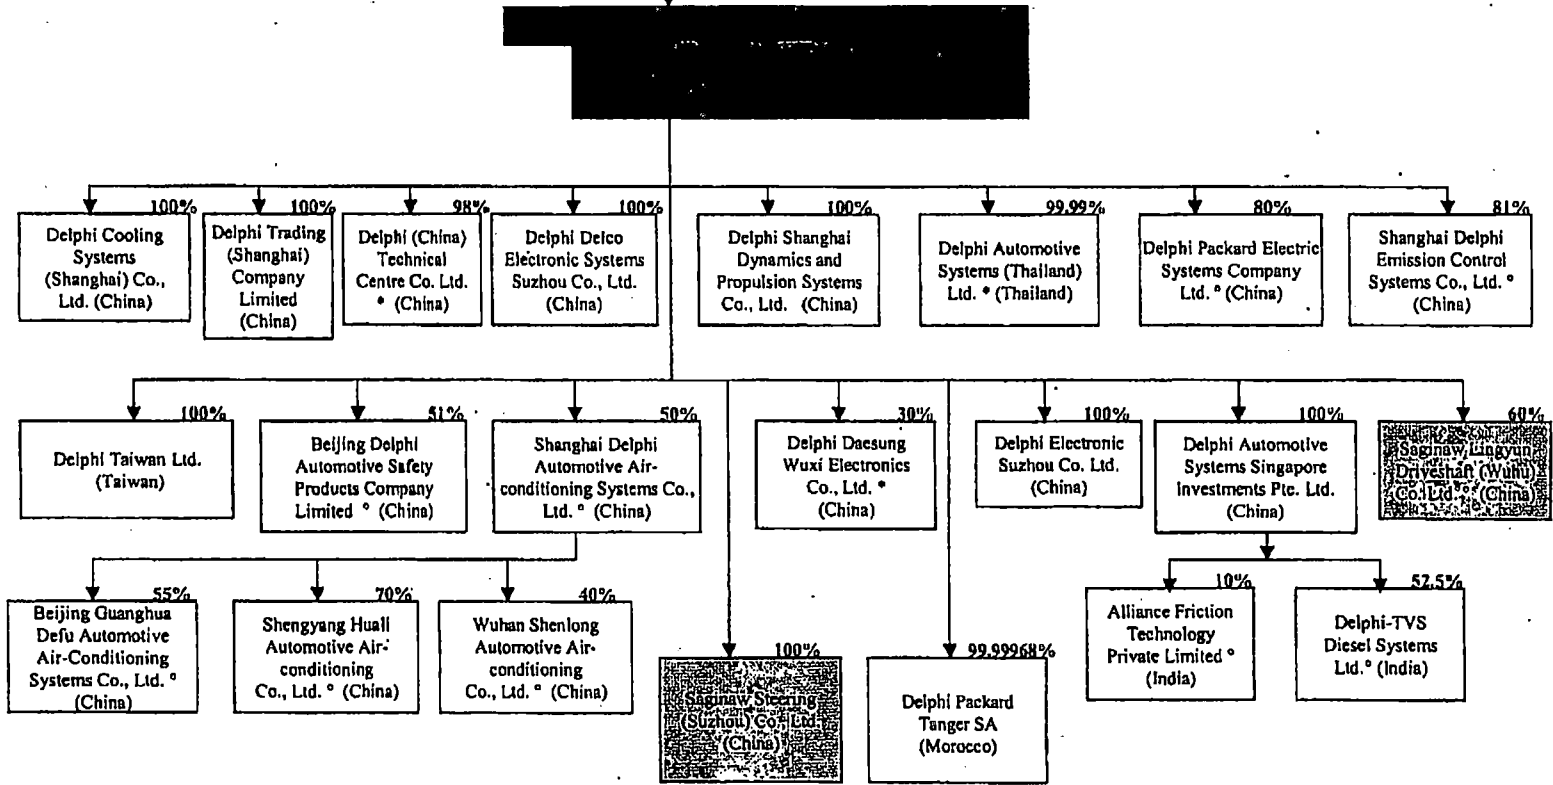 100%
Delphi Cooling
Systems
(Shanghai) Co.,
Ltd. (China)
100%
Delphi Trading
(Shanghai)
Company
Limited
(China)
98%
Delphi (China)
Technical
Centre Co. Ltd.
* (China)
100%
Delphi Delco
Electronic Systems
Suzhou Co., Ltd.
(China)
100%
Delphi Shanghai
Dynamics and
Propulsion Systems
Co., Ltd. (China)
99.99%
Delphi Automotive
Systems (Thailand)
Ltd. * (Thailand)
80%
Delphi Packard Electric
Systems Company
Ltd. ° (China)
81%
Shanghai Delphi
Emission Control
Systems Co., Ltd. °
(China)
100%
Delphi Taiwan Ltd.
(Taiwan)
51%
Beijing Delphi
Automotive Safety
Products Company
Limited ° (China)
50%
Shanghai Delphi
Automotive Air-
conditioning Systems Co.,
Ltd. ° (China)
30%
Delphi Daesung
Wuxi Electronics
Co., Ltd. *
(China)
100%
Delphi Electronic
Suzhou Co. Ltd.
(China)
100%
Delphi Automotive
Systems Singapore
Investments Pte. Ltd.
(China)
60%
Saginaw Lingyun
Driveshaft (Wuhu)
Co. Ltd. ° (China)
55%
Beijing Guanghua
Defu Automotive
Air-Conditioning
Systems Co., Ltd. °
(China)
70%
Shengyang Huali
Automotive Air-
conditioning
Co., Ltd. ° (China)
40%
Wuhan Shenlong
Automotive Air-
conditioning
Co., Ltd. ° (China)
100%
Saginaw Steering
(Suzhou) Co., Ltd.
(China)
99.99968%
Delphi Packard
Tanger SA
(Morocco)
10%
Alliance Friction
Technology
Private Limited °
(India)
52.5%
Delphi-TVS
Diesel Systems
Ltd.° (India)